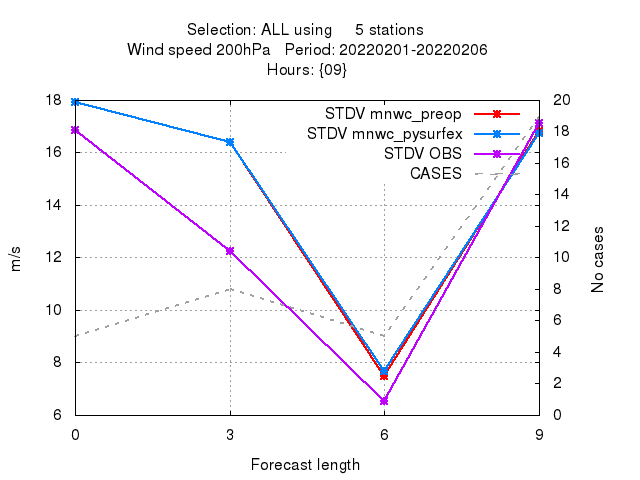 Selection: ALL using 5 stations
Wind speed 200hPa Period: 20220201-20220206
Hours: {09}
STDV mnwc_preop
STDV mnwc_pysurfex
STDV OBS
CASES
18
16
14
12
10
8
6
m/s
20
18
16
14
12
10
8
6
4
2
0
No cases
0 3 6 9
Forecast length